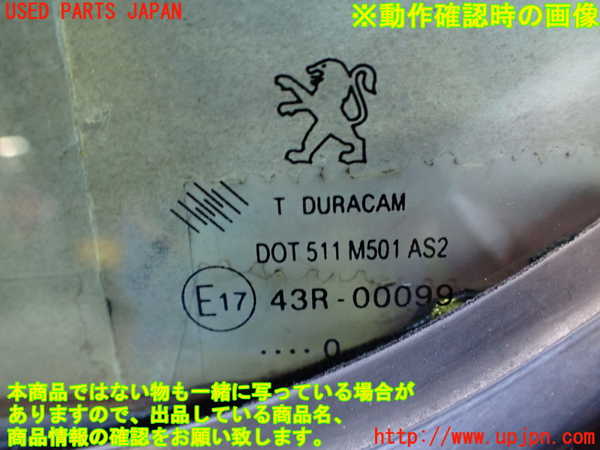 USED PARTS JAPAN
※動作確認時の画像
T DURACAM
DOT 511 M501 AS2
E17 43R-00099
.... 0
本商品ではない物も一緒に写っている場合が
ありますので、出品している商品名、
商品情報の確認をお願い致します。
http://www.upjpn.com/